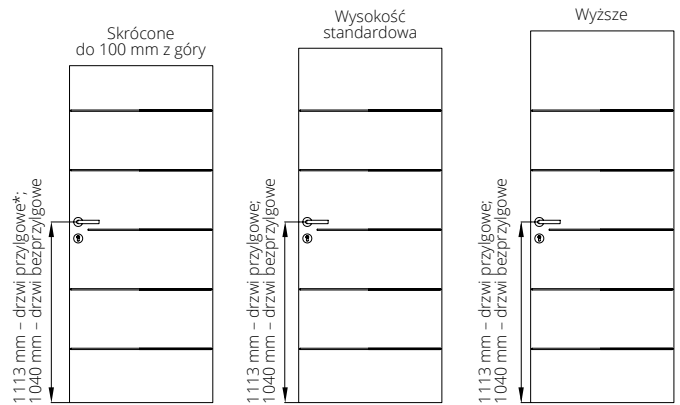 Skrócone
do 100 mm z góry
1113 mm – drzwi przylgowe*;
1040 mm – drzwi bezprzylgowe
Wysokość
standardowa
1113 mm – drzwi przylgowe;
1040 mm – drzwi bezprzylgowe
Wyższe
1113 mm – drzwi przylgowe;
1040 mm – drzwi bezprzylgowe